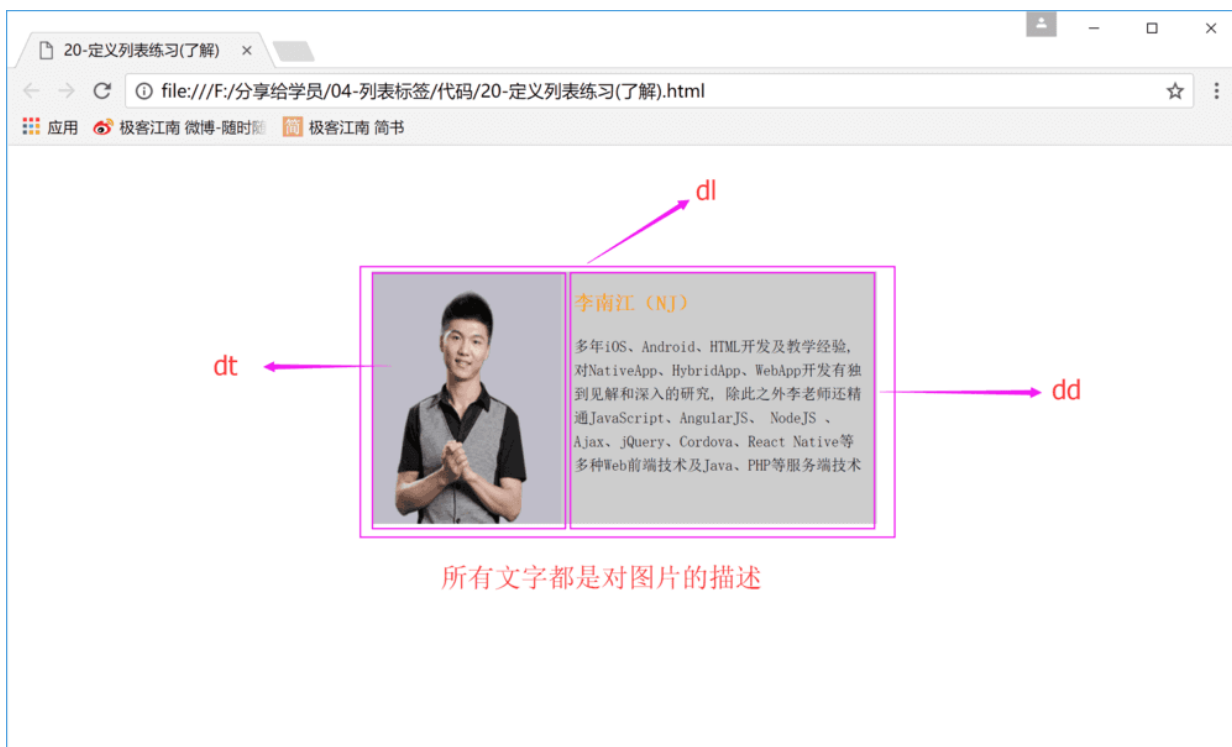 20-定义列表练习(了解)
file:///F:/分享给学员/04-列表标签/代码/20-定义列表练习(了解).html
应用 极客江南 微博-随时随 简 极客江南 简书
dl
李南江（NJ）
dt
多年iOS、Android、HTML开发及教学经验,
对NativeApp、HybridApp、WebApp开发有独
到见解和深入的研究, 除此之外李老师还精
dd
通JavaScript、AngularJS、 NodeJS 、
Ajax、jQuery、Cordova、React Native等
多种Web前端技术及Java、PHP等服务端技术
所有文字都是对图片的描述